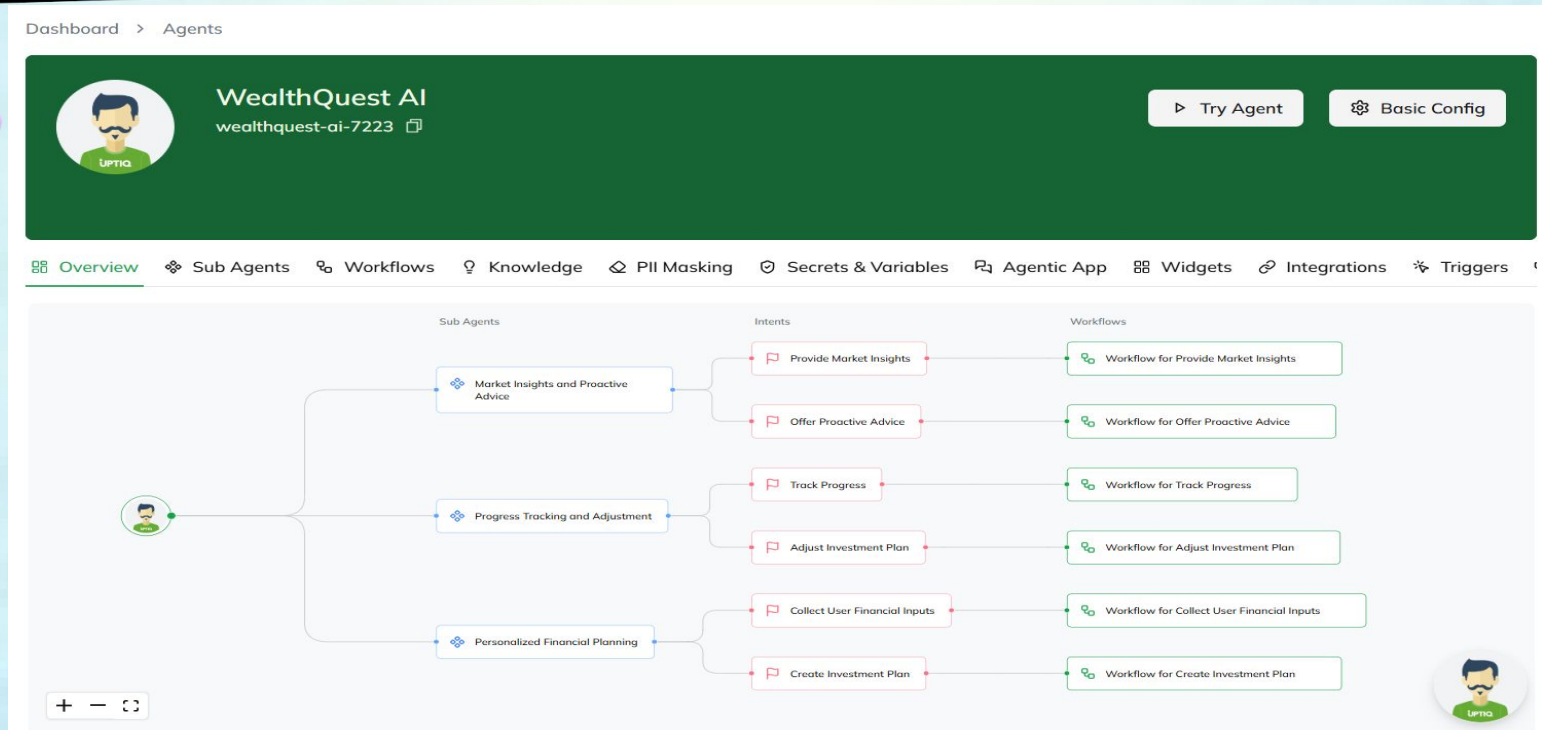 Dashboard > Agents
WealthQuest AI
wealthquest-ai-7223
Try Agent
Basic Config
UPTIQ
Overview Sub Agents Workflows Knowledge PII Masking Secrets & Variables Agentic App Widgets Integrations Triggers
Sub Agents Intents Workflows
Provide Market Insights Workflow for Provide Market Insights
Market Insights and Proactive
Advice
Offer Proactive Advice Workflow for Offer Proactive Advice
Track Progress Workflow for Track Progress
Progress Tracking and Adjustment
Adjust Investment Plan Workflow for Adjust Investment Plan
Collect User Financial Inputs Workflow for Collect User Financial Inputs
Personalized Financial Planning
Create Investment Plan Workflow for Create Investment Plan
UPTIQ